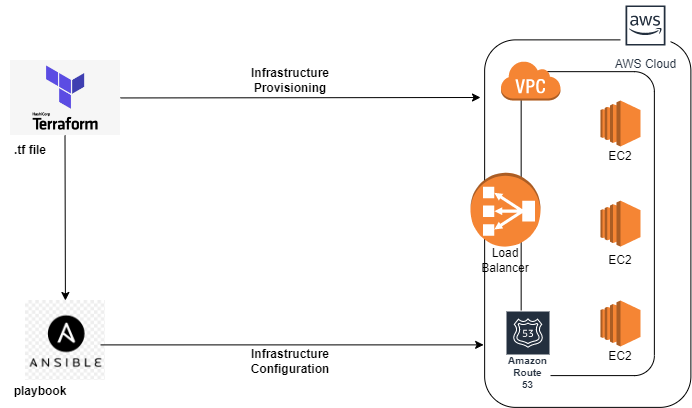 aws
AWS Cloud
Infrastructure
Provisioning
VPC
HashiCorp
Terraform
.tf file
EC2
EC2
Load
Balancer
53
Amazon
Route
53
EC2
ANSIBLE
Infrastructure
Configuration
playbook